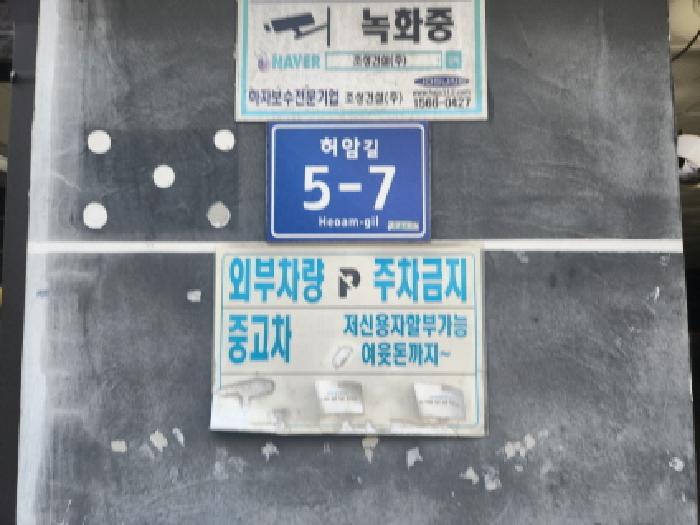 녹화중
NAVER 조성건설(주)
하자보수전문기업 조성건설(주) 1566-0427
허암길
5-7
Heoam-gil
외부차량 P 주차금지
중고차 저신용자할부가능
여윳돈까지~